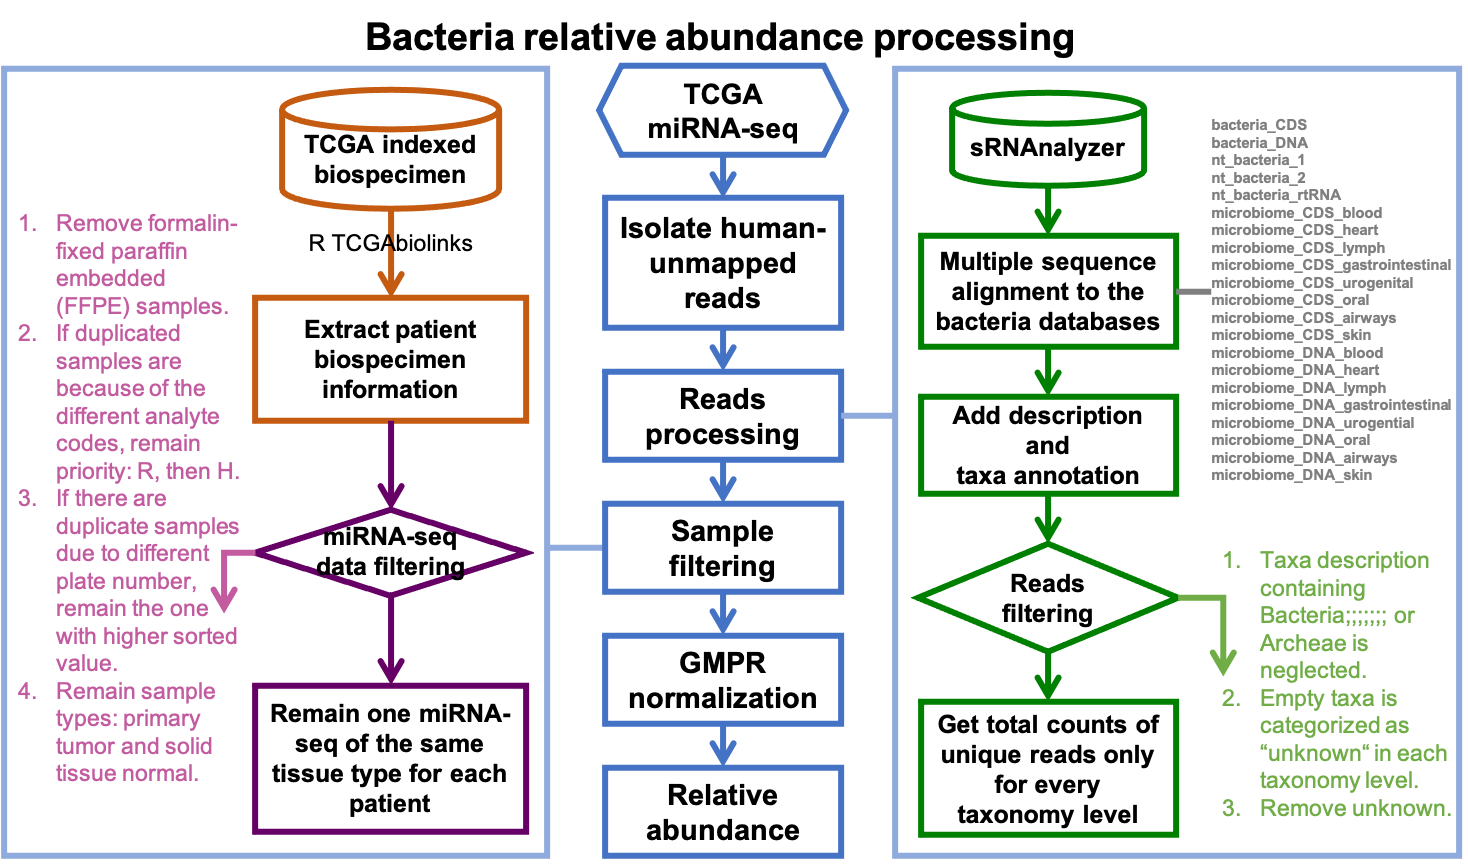 Bacteria relative abundance processing
TCGA indexed
biospecimen
R TCGAbiolinks
Extract patient
biospecimen
information
miRNA-seq
data filtering
Remain one miRNA-
seq of the same
tissue type for each
patient
1. Remove formalin-
fixed paraffin
embedded
(FFPE) samples.
2. If duplicated
samples are
because of the
different analyte
codes, remain
priority: R, then H.
3. If there are
duplicate samples
due to different
plate number,
remain the one
with higher sorted
value.
4. Remain sample
types: primary
tumor and solid
tissue normal.
TCGA
miRNA-seq
Isolate human-
unmapped
reads
Reads
processing
Sample
filtering
GMPR
normalization
Relative
abundance
sRNAnalyzer
Multiple sequence
alignment to the
bacteria databases
Add description
and
taxa annotation
Reads
filtering
Get total counts of
unique reads only
for every
taxonomy level
bacteria_CDS
bacteria_DNA
nt_bacteria_1
nt_bacteria_2
nt_bacteria_rtRNA
microbiome_CDS_blood
microbiome_CDS_heart
microbiome_CDS_lymph
microbiome_CDS_gastrointestinal
microbiome_CDS_urogenital
microbiome_CDS_oral
microbiome_CDS_airways
microbiome_CDS_skin
microbiome_DNA_blood
microbiome_DNA_heart
microbiome_DNA_lymph
microbiome_DNA_gastrointestinal
microbiome_DNA_urogential
microbiome_DNA_oral
microbiome_DNA_airways
microbiome_DNA_skin
1. Taxa description
containing
Bacteria;;;;;;; or
Archeae is
neglected.
2. Empty taxa is
categorized as
“unknown“ in each
taxonomy level.
3. Remove unknown.